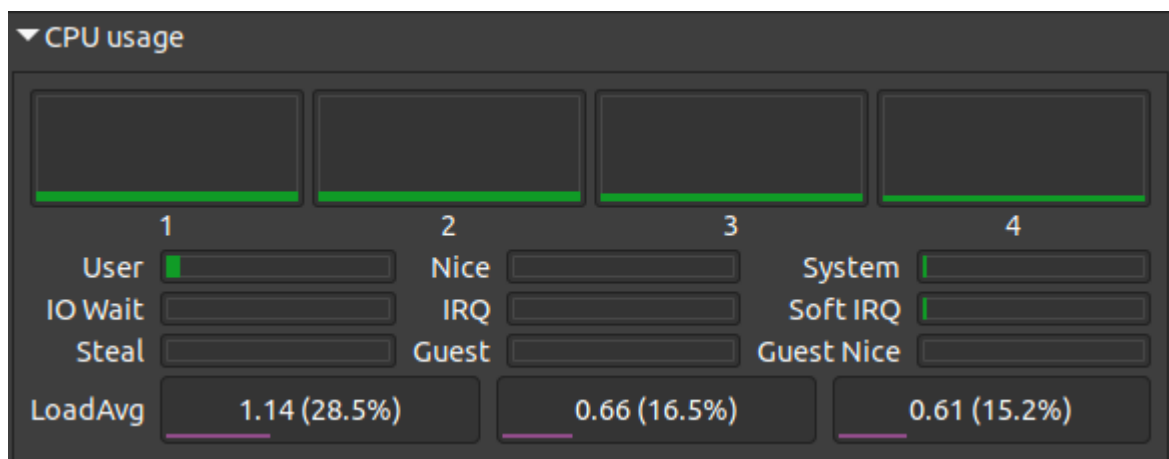 CPU usage
1 2 3 4
User Nice System
IO Wait IRQ Soft IRQ
Steal Guest Guest Nice
LoadAvg 1.14 (28.5%) 0.66 (16.5%) 0.61 (15.2%)